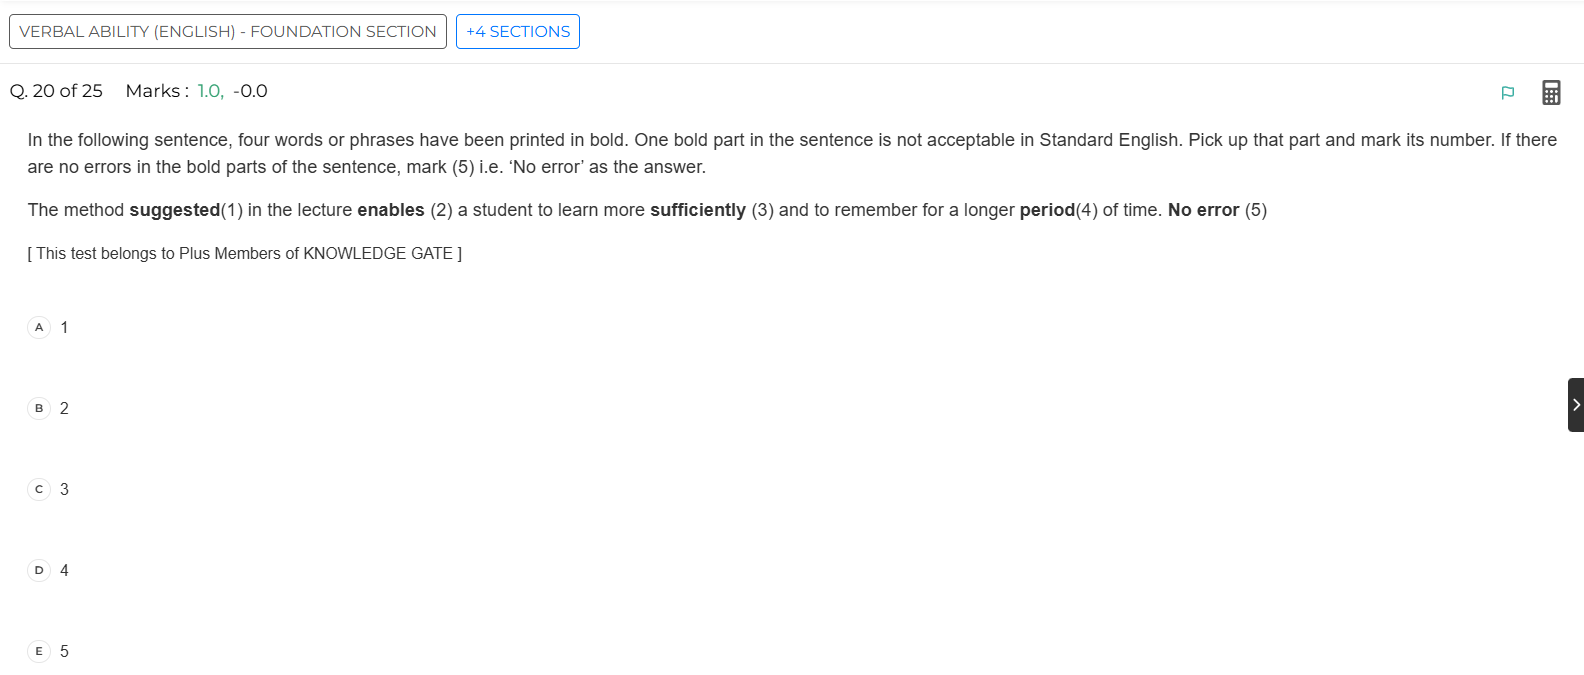 VERBAL ABILITY (ENGLISH) - FOUNDATION SECTION +4 SECTIONS
Q. 20 of 25 Marks : 1.0, -0.0
In the following sentence, four words or phrases have been printed in bold. One bold part in the sentence is not acceptable in Standard English. Pick up that part and mark its number. If there
are no errors in the bold parts of the sentence, mark (5) i.e. ‘No error’ as the answer.
The method suggested(1) in the lecture enables (2) a student to learn more sufficiently (3) and to remember for a longer period(4) of time. No error (5)
[ This test belongs to Plus Members of KNOWLEDGE GATE ]
A 1
B 2
C 3
D 4
E 5